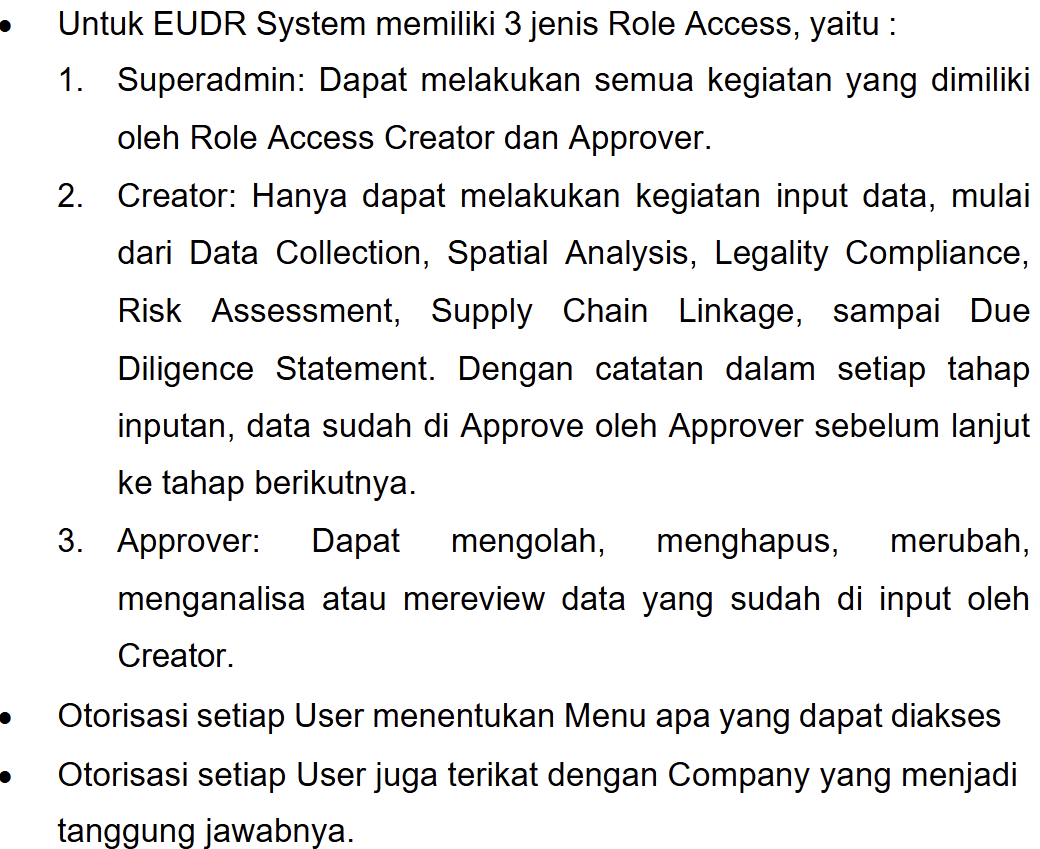 • Untuk EUDR System memiliki 3 jenis Role Access, yaitu :
1. Superadmin: Dapat melakukan semua kegiatan yang dimiliki
oleh Role Access Creator dan Approver.
2. Creator: Hanya dapat melakukan kegiatan input data, mulai
dari Data Collection, Spatial Analysis, Legality Compliance,
Risk Assessment, Supply Chain Linkage, sampai Due
Diligence Statement. Dengan catatan dalam setiap tahap
inputan, data sudah di Approve oleh Approver sebelum lanjut
ke tahap berikutnya.
3. Approver: Dapat mengolah, menghapus, merubah,
menganalisa atau mereview data yang sudah di input oleh
Creator.
• Otorisasi setiap User menentukan Menu apa yang dapat diakses
• Otorisasi setiap User juga terikat dengan Company yang menjadi
tanggung jawabnya.